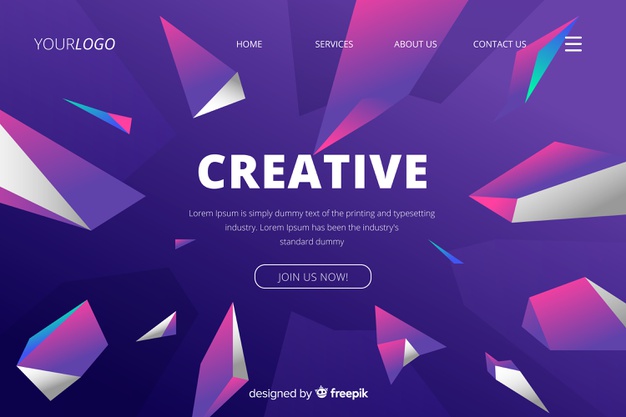 YOURLOGO
HOME
SERVICES
ABOUT US
CONTACT US
CREATIVE
Lorem Ipsum is simply dummy text of the printing and typesetting
industry. Lorem Ipsum has been the industry's
standard dummy
JOIN US NOW!
designed by freepik